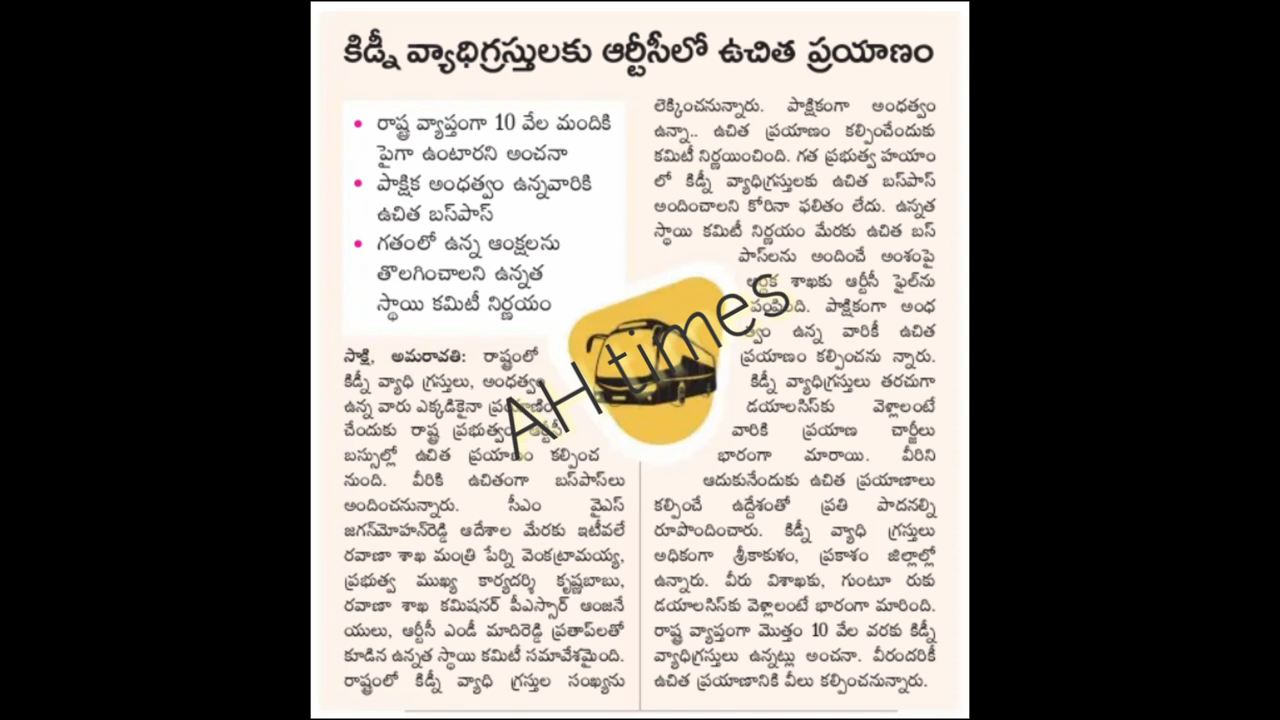 కిడ్నీ వ్యాధిగ్రస్తులకు ఆర్టీసీలో ఉచిత ప్రయాణం
• రాష్ట్ర వ్యాప్తంగా 10 వేల మందికి
పైగా ఉంటారని అంచనా
• పాక్షిక అంధత్వం ఉన్నవారికి
ఉచిత బస్‌పాస్
• గతంలో ఉన్న ఆంక్షలను
తొలగించాలని ఉన్నత
స్థాయి కమిటీ నిర్ణయం
సాక్షి, అమరావతి: రాష్ట్రంలో
కిడ్నీ వ్యాధి గ్రస్తులు, అంధత్వం
ఉన్న వారు ఎక్కడికైనా ప్రయాణిం
చేందుకు రాష్ట్ర ప్రభుత్వం ఆర్టీసీ
బస్సుల్లో ఉచిత ప్రయాణం కల్పించ
నుంది. వీరికి ఉచితంగా బస్‌పాస్‌లు
అందించనున్నారు. సీఎం వైఎస్
జగన్‌మోహన్‌రెడ్డి ఆదేశాల మేరకు ఇటీవలే
రవాణా శాఖ మంత్రి పేర్ని వెంకట్రామయ్య,
ప్రభుత్వ ముఖ్య కార్యదర్శి కృష్ణబాబు,
రవాణా శాఖ కమిషనర్ పీఎస్సార్ ఆంజనే
యులు, ఆర్టీసీ ఎండీ మాదిరెడ్డి ప్రతాప్‌లతో
కూడిన ఉన్నత స్థాయి కమిటీ సమావేశమైంది.
రాష్ట్రంలో కిడ్నీ వ్యాధి గ్రస్తుల సంఖ్యను
లెక్కించనున్నారు. పాక్షికంగా అంధత్వం
ఉన్నా.. ఉచిత ప్రయాణం కల్పించేందుకు
కమిటీ నిర్ణయించింది. గత ప్రభుత్వ హయాం
లో కిడ్నీ వ్యాధిగ్రస్తులకు ఉచిత బస్‌పాస్
అందించాలని కోరినా ఫలితం లేదు. ఉన్నత
స్థాయి కమిటీ నిర్ణయం మేరకు ఉచిత బస్
పాస్‌లను అందించే అంశంపై
ఆర్థిక శాఖకు ఆర్టీసీ ఫైల్‌ను
పంపింది. పాక్షికంగా అంధ
త్వం ఉన్న వారికీ ఉచిత
ప్రయాణం కల్పించను న్నారు.
కిడ్నీ వ్యాధిగ్రస్తులు తరచుగా
డయాలసిస్‌కు వెళ్లాలంటే
వారికి ప్రయాణ చార్జీలు
భారంగా మారాయి. వీరిని
ఆదుకునేందుకు ఉచిత ప్రయాణాలు
కల్పించే ఉద్దేశంతో ప్రతి పాదనల్ని
రూపొందించారు. కిడ్నీ వ్యాధి గ్రస్తులు
అధికంగా శ్రీకాకుళం, ప్రకాశం జిల్లాల్లో
ఉన్నారు. వీరు విశాఖకు, గుంటూ రుకు
డయాలసిస్‌కు వెళ్లాలంటే భారంగా మారింది.
రాష్ట్ర వ్యాప్తంగా మొత్తం 10 వేల వరకు కిడ్నీ
వ్యాధిగ్రస్తులు ఉన్నట్లు అంచనా. వీరందరికీ
ఉచిత ప్రయాణానికి వీలు కల్పించనున్నారు.
AH times